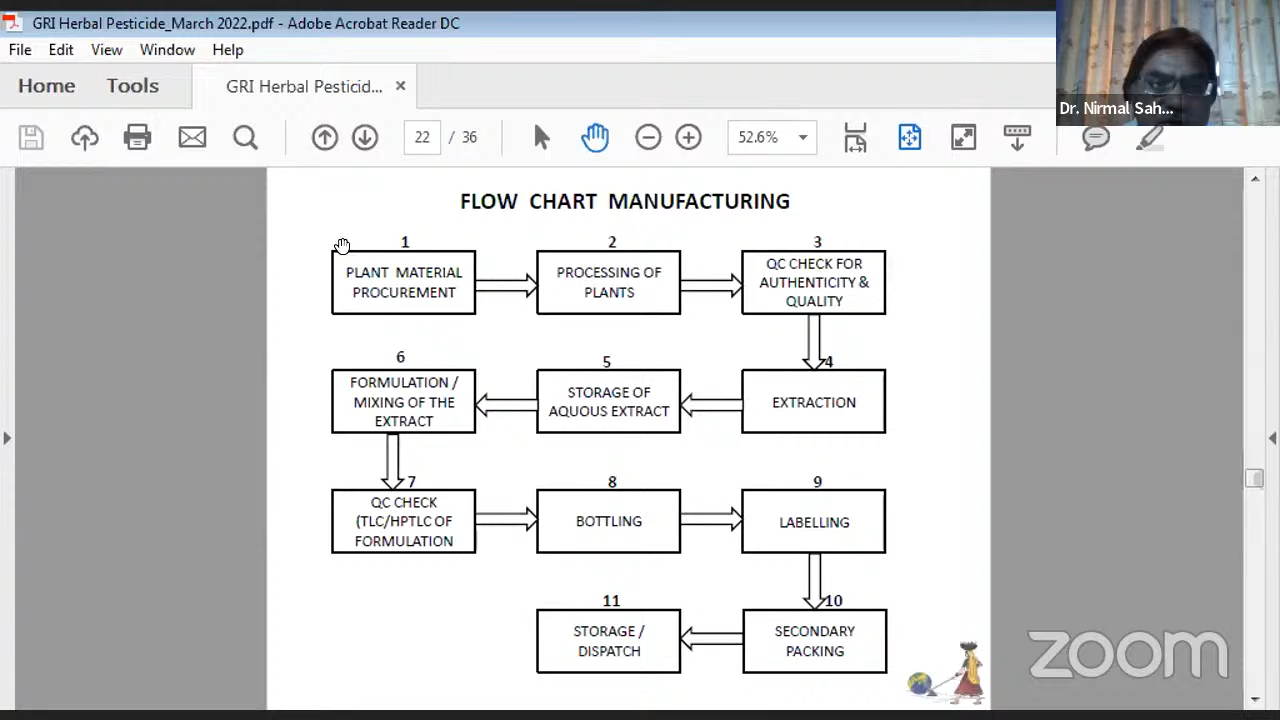 GRI Herbal Pesticide_March 2022.pdf - Adobe Acrobat Reader DC
File Edit View Window Help
Home Tools GRI Herbal Pesticid... ×
22 / 36 52.6%
Dr. Nirmal Sah...
FLOW CHART MANUFACTURING
1
PLANT MATERIAL
PROCUREMENT
2
PROCESSING OF
PLANTS
3
QC CHECK FOR
AUTHENTICITY &
QUALITY
4
EXTRACTION
5
STORAGE OF
AQUOUS EXTRACT
6
FORMULATION /
MIXING OF THE
EXTRACT
7
QC CHECK
(TLC/HPTLC OF
FORMULATION
8
BOTTLING
9
LABELLING
10
SECONDARY
PACKING
11
STORAGE /
DISPATCH
zoom